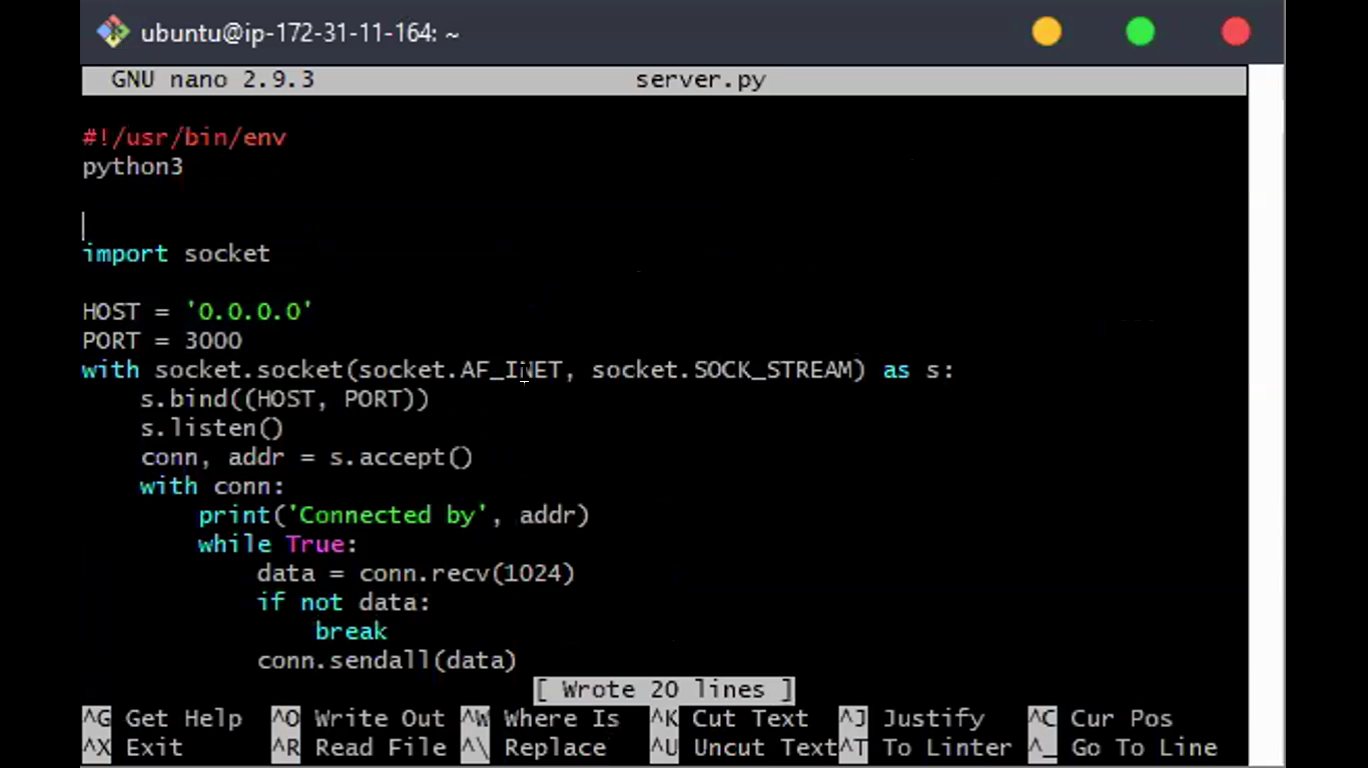 ubuntu@ip-172-31-11-164: ~
GNU nano 2.9.3 server.py
#!/usr/bin/env
python3
import socket
HOST = '0.0.0.0'
PORT = 3000
with socket.socket(socket.AF_INET, socket.SOCK_STREAM) as s:
    s.bind((HOST, PORT))
    s.listen()
    conn, addr = s.accept()
    with conn:
        print('Connected by', addr)
        while True:
            data = conn.recv(1024)
            if not data:
                break
            conn.sendall(data)
[ Wrote 20 lines ]
^G Get Help ^O Write Out ^W Where Is ^K Cut Text ^J Justify ^C Cur Pos
^X Exit ^R Read File ^\ Replace ^U Uncut Text ^T To Linter ^_ Go To Line